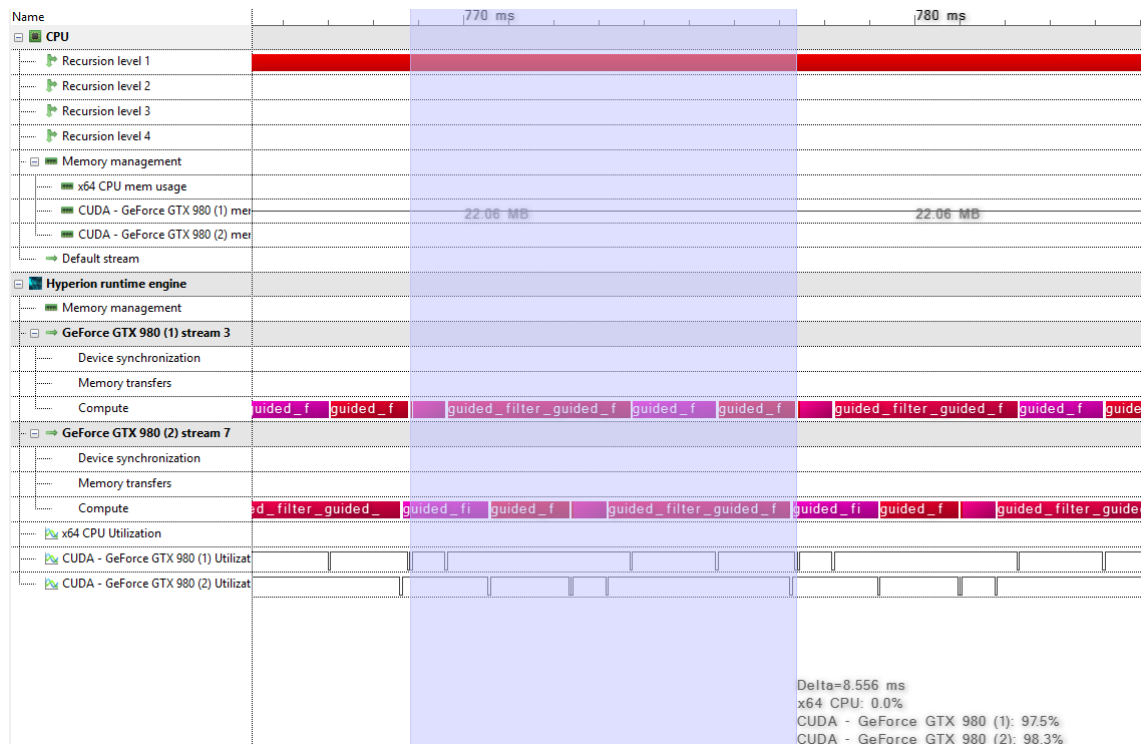 Name 770 ms 780 ms
CPU
Recursion level 1
Recursion level 2
Recursion level 3
Recursion level 4
Memory management
x64 CPU mem usage
CUDA - GeForce GTX 980 (1) mer 22.06 MB 22.06 MB
CUDA - GeForce GTX 980 (2) mer
Default stream
Hyperion runtime engine
Memory management
GeForce GTX 980 (1) stream 3
Device synchronization
Memory transfers
Compute guided_f guided_f guided_filter_guided_f guided_f guided_f guided_filter_guided_f guided_f guide
GeForce GTX 980 (2) stream 7
Device synchronization
Memory transfers
Compute ed_filter_guided_ guided_fi guided_f guided_filter_guided_f guided_fi guided_f guided_filter_guide
x64 CPU Utilization
CUDA - GeForce GTX 980 (1) Utilizat
CUDA - GeForce GTX 980 (2) Utilizat
Delta=8.556 ms
x64 CPU: 0.0%
CUDA - GeForce GTX 980 (1): 97.5%
CUDA - GeForce GTX 980 (2): 98.3%